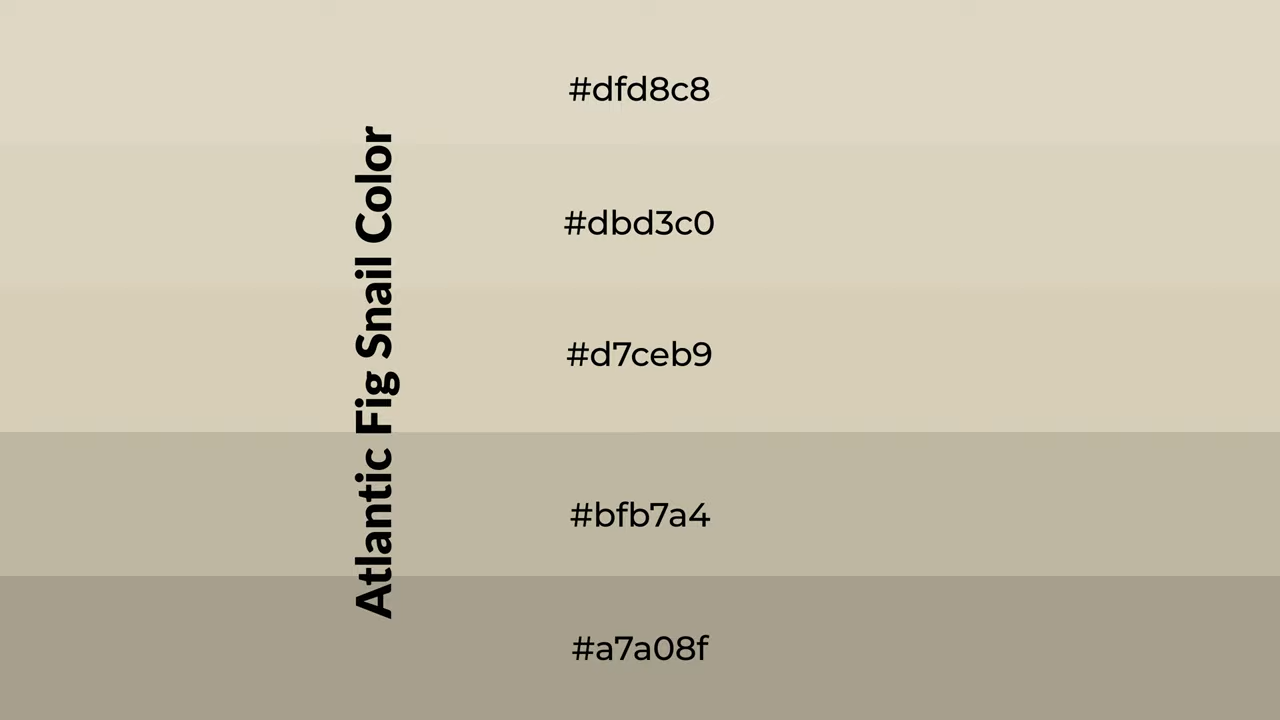 Atlantic Fig Snail Color
#dfd8c8
#dbd3c0
#d7ceb9
#bfb7a4
#a7a08f